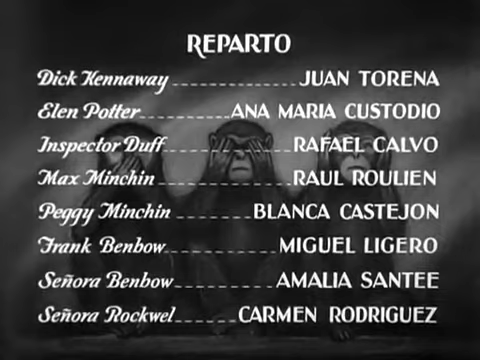 REPARTO
Dick Kennaway JUAN TORENA
Elen Potter ANA MARIA CUSTODIO
Inspector Duff RAFAEL CALVO
Max Minchin RAUL ROULIEN
Peggy Minchin BLANCA CASTEJON
Frank Benbow MIGUEL LIGERO
Señora Benbow AMALIA SANTEE
Señora Rockwel CARMEN RODRIGUEZ